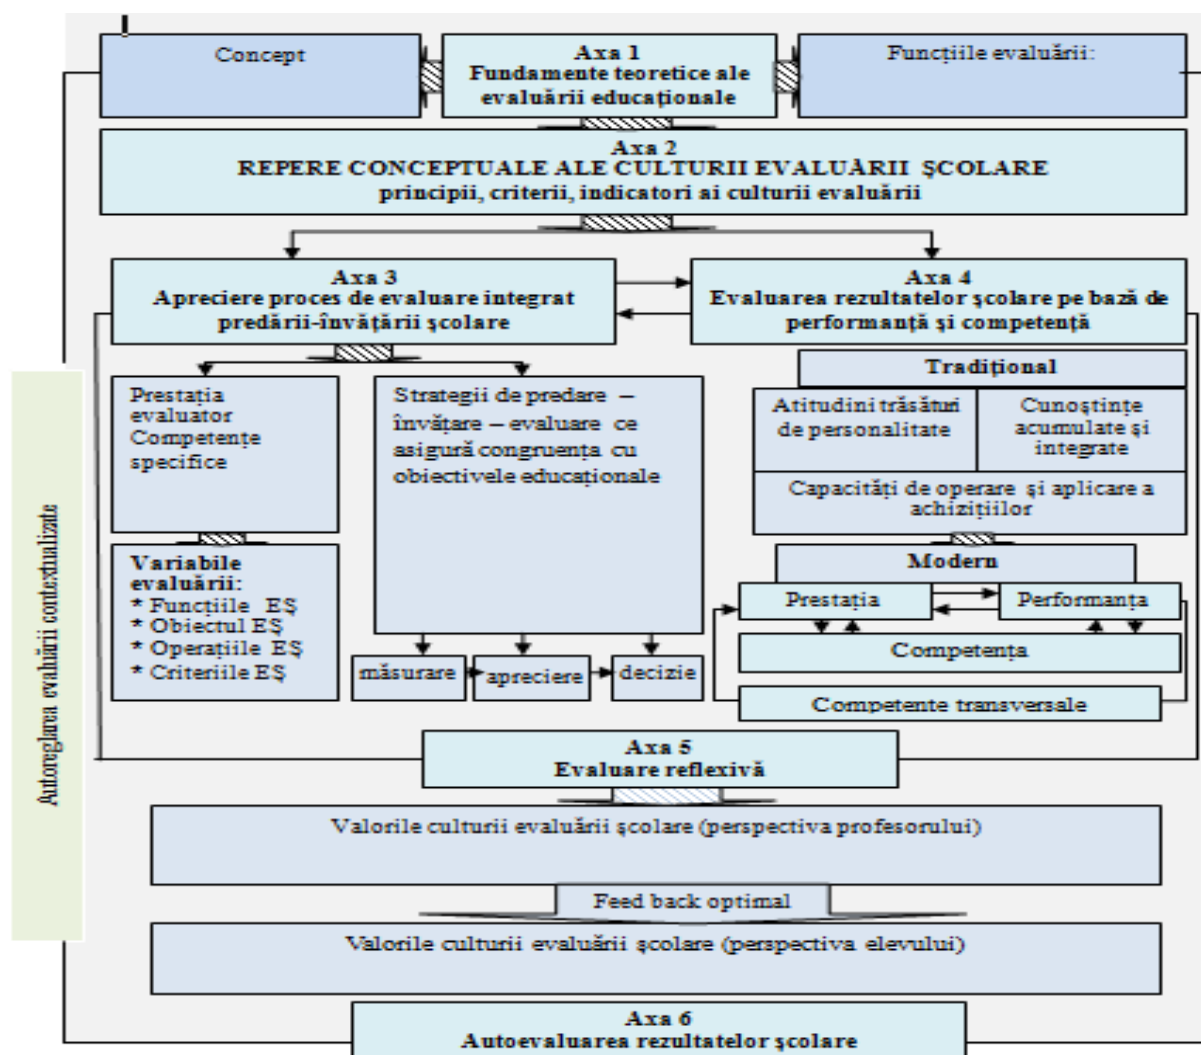 Concept
Axa 1
Fundamente teoretice ale
evaluării educaționale
Funcțiile evaluării:
Axa 2
REPERE CONCEPTUALE ALE CULTURII EVALUĂRII ȘCOLARE
principii, criterii, indicatori ai culturii evaluării
Axa 3
Apreciere proces de evaluare integrat
predării-învățării școlare
Axa 4
Evaluarea rezultatelor școlare pe bază de
performanță și competență
Prestația
evaluator
Competențe
specifice
Strategii de predare –
învățare – evaluare ce
asigură congruența cu
obiectivele educaționale
Tradițional
Atitudini trăsături
de personalitate
Cunoștințe
acumulate și
integrate
Capacități de operare și aplicare a
achizițiilor
Variabile
evaluării:
* Funcțiile EȘ
* Obiectul EȘ
* Operațiile EȘ
* Criteriile EȘ
măsurare
apreciere
decizie
Modern
Prestația
Performanța
Competența
Competente transversale
Autoreglarea evaluării contextualizate
Axa 5
Evaluare reflexivă
Valorile culturii evaluării școlare (perspectiva profesorului)
Feed back optimal
Valorile culturii evaluării școlare (perspectiva elevului)
Axa 6
Autoevaluarea rezultatelor școlare